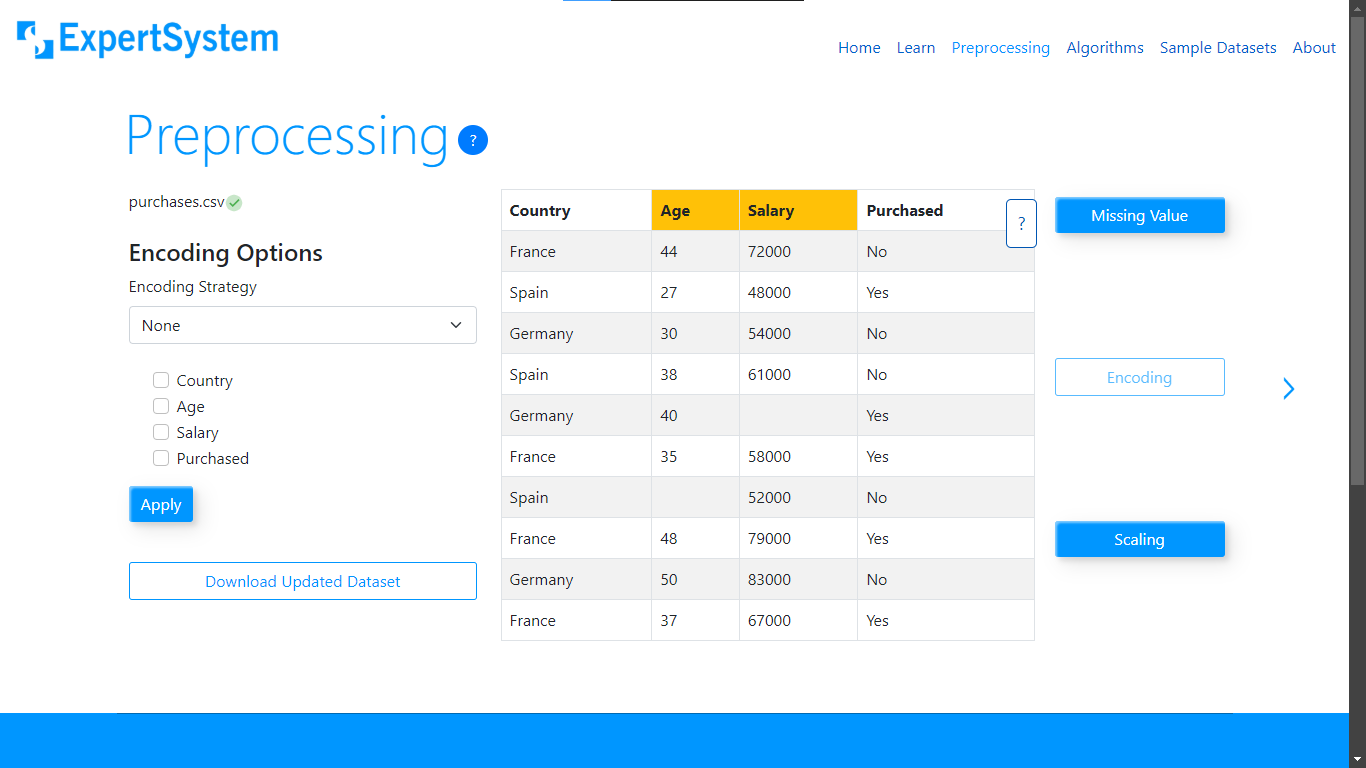 ExpertSystem
Home Learn Preprocessing Algorithms Sample Datasets About
Preprocessing ?
purchases.csv
Encoding Options
Encoding Strategy
None
Country
Age
Salary
Purchased
Apply
Download Updated Dataset
Country Age Salary Purchased ?
France 44 72000 No
Spain 27 48000 Yes
Germany 30 54000 No
Spain 38 61000 No
Germany 40 Yes
France 35 58000 Yes
Spain 52000 No
France 48 79000 Yes
Germany 50 83000 No
France 37 67000 Yes
Missing Value
Encoding
Scaling